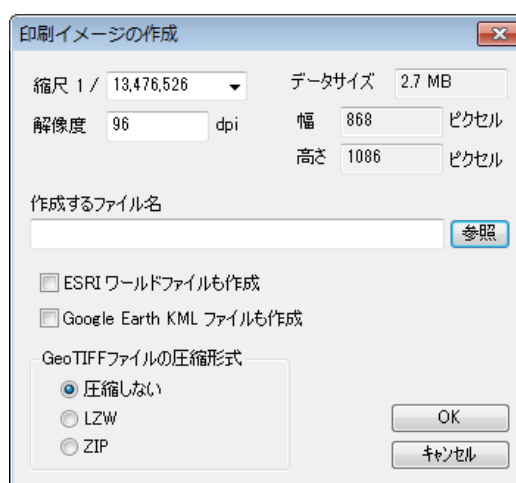 印刷イメージの作成
縮尺 1 / 13,476,526
データサイズ 2.7 MB
解像度 96 dpi
幅 868 ピクセル
高さ 1086 ピクセル
作成するファイル名
参照
ESRI ワールドファイルも作成
Google Earth KML ファイルも作成
GeoTIFFファイルの圧縮形式
圧縮しない
LZW
ZIP
OK
キャンセル